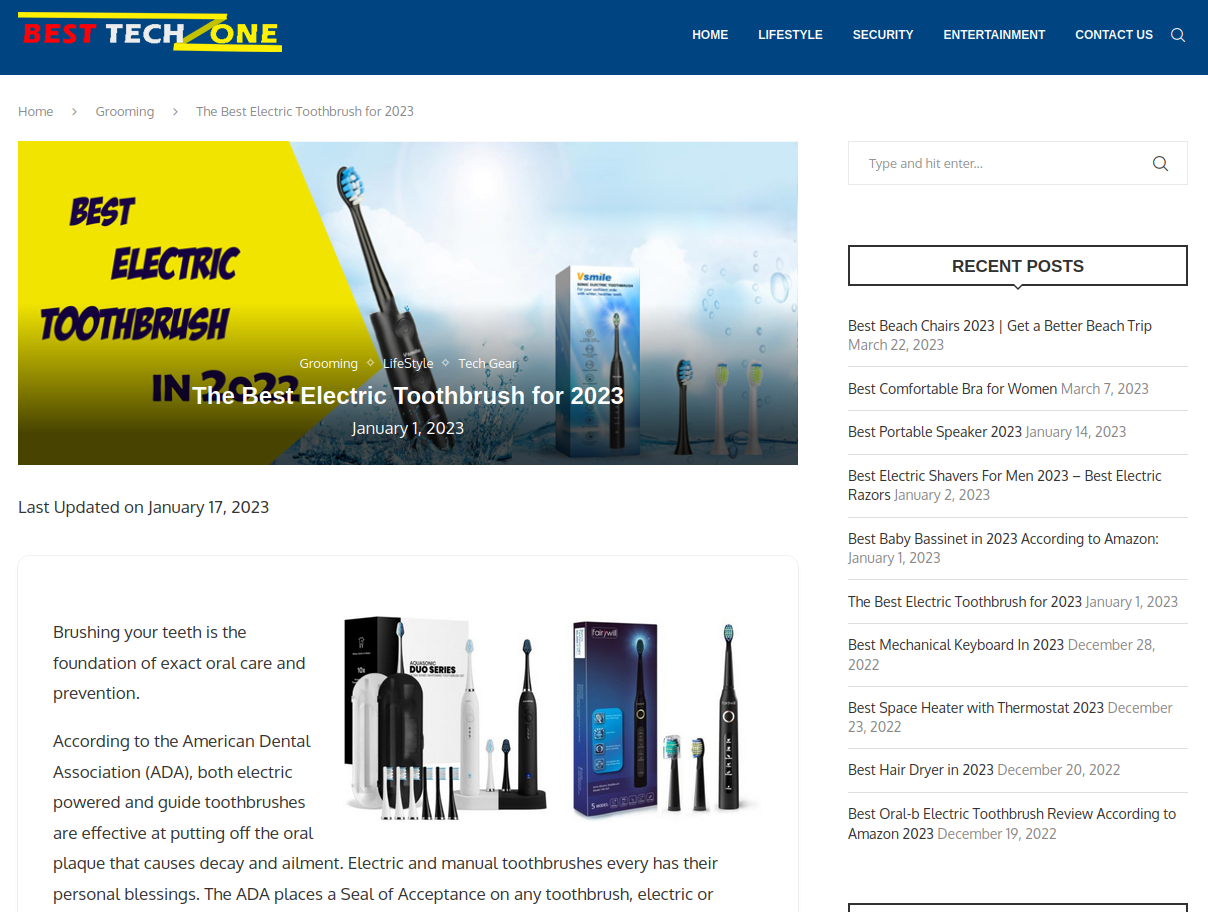 BEST TECH ZONE
HOME LIFESTYLE SECURITY ENTERTAINMENT CONTACT US
Home > Grooming > The Best Electric Toothbrush for 2023
BEST
ELECTRIC
TOOTHBRUSH
IN 2023
Vsmile
SONIC ELECTRIC TOOTHBRUSH
Grooming LifeStyle Tech Gear
The Best Electric Toothbrush for 2023
January 1, 2023
Last Updated on January 17, 2023
Brushing your teeth is the
foundation of exact oral care and
prevention.
According to the American Dental
Association (ADA), both electric
powered and guide toothbrushes
are effective at putting off the oral
plaque that causes decay and ailment. Electric and manual toothbrushes every has their
personal blessings. The ADA places a Seal of Acceptance on any toothbrush, electric or
AQUASONIC
DUO SERIES
10x
fairywill
5 MODEL
Type and hit enter...
RECENT POSTS
Best Beach Chairs 2023 | Get a Better Beach Trip
March 22, 2023
Best Comfortable Bra for Women March 7, 2023
Best Portable Speaker 2023 January 14, 2023
Best Electric Shavers For Men 2023 – Best Electric
Razors January 2, 2023
Best Baby Bassinet in 2023 According to Amazon:
January 1, 2023
The Best Electric Toothbrush for 2023 January 1, 2023
Best Mechanical Keyboard In 2023 December 28,
2022
Best Space Heater with Thermostat 2023 December
23, 2022
Best Hair Dryer in 2023 December 20, 2022
Best Oral-b Electric Toothbrush Review According to
Amazon 2023 December 19, 2022